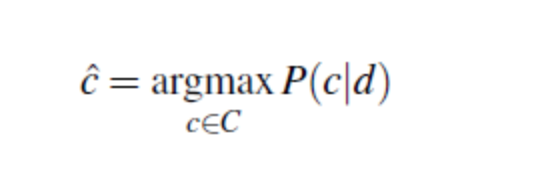 ĉ = argmax P(c|d)
c∈C